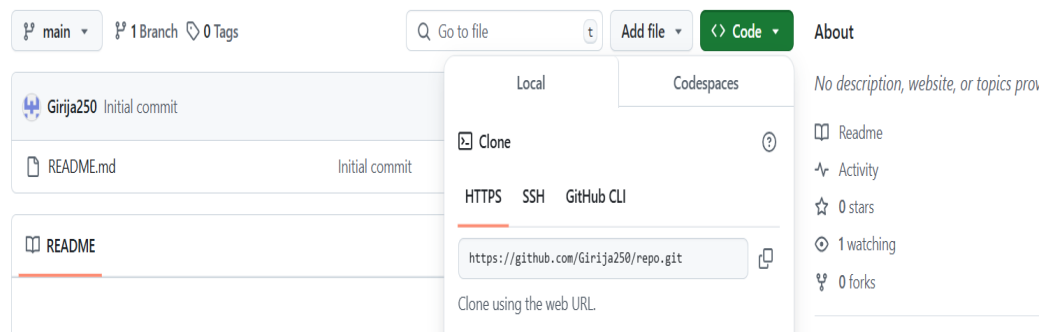 main 1 Branch 0 Tags Go to file t Add file <> Code About
Local Codespaces
No description, website, or topics
Girija250 Initial commit
Clone
Readme
README.md Initial commit
Activity
HTTPS SSH GitHub CLI
0 stars
README
1 watching
https://github.com/Girija250/repo.git
0 forks
Clone using the web URL.